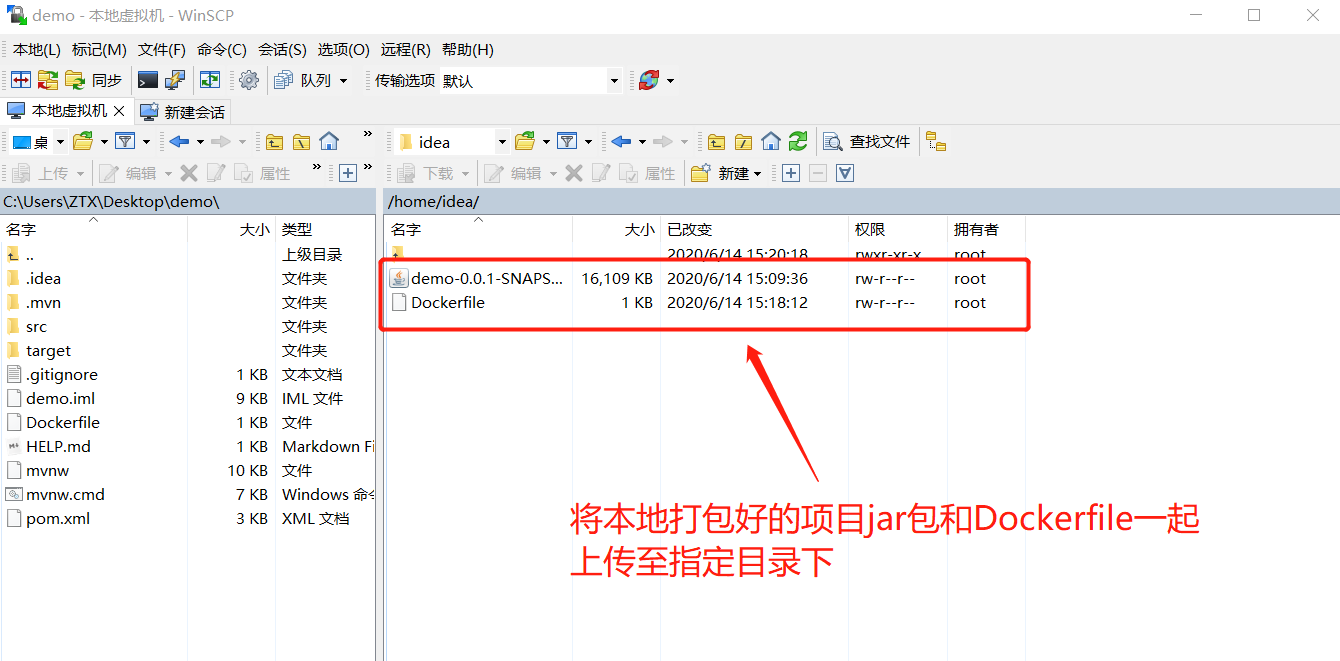 demo - 本地虚拟机 - WinSCP
本地(L) 标记(M) 文件(F) 命令(C) 会话(S) 选项(O) 远程(R) 帮助(H)
同步 队列 传输选项 默认
本地虚拟机 新建会话
桌 idea 查找文件
上传 编辑 属性 下载 编辑 属性 新建
C:\Users\ZTX\Desktop\demo\ /home/idea/
名字 大小 类型 名字 大小 已改变 权限 拥有者
.. 上级目录 2020/6/14 15:20:18 rwxr-xr-x root
.idea 文件夹 demo-0.0.1-SNAPS... 16,109 KB 2020/6/14 15:09:36 rw-r--r-- root
.mvn 文件夹 Dockerfile 1 KB 2020/6/14 15:18:12 rw-r--r-- root
src 文件夹
target 文件夹
.gitignore 1 KB 文本文档
demo.iml 9 KB IML 文件
Dockerfile 1 KB 文件
HELP.md 1 KB Markdown Fi
mvnw 10 KB 文件
mvnw.cmd 7 KB Windows 命
pom.xml 3 KB XML 文档
将本地打包好的项目jar包和Dockerfile一起
上传至指定目录下